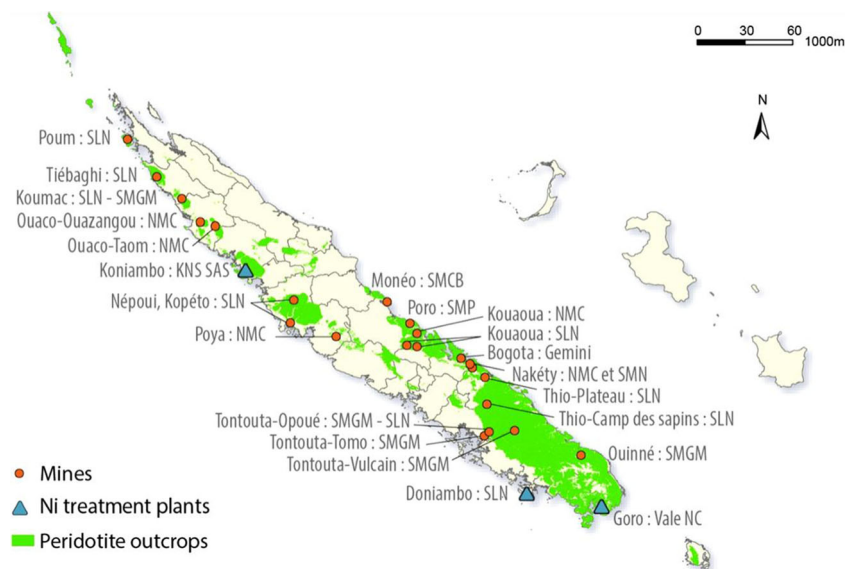 0 30 60
1000m
N
Poum : SLN
Tiébaghi : SLN
Koumac : SLN - SMGM
Ouaco-Ouazangou : NMC
Ouaco-Taom : NMC
Koniambo : KNS SAS
Népoui, Kopéto : SLN
Poya : NMC
Monéo : SMCB
Poro : SMP
Kouaoua : NMC
Kouaoua : SLN
Bogota : Gemini
Nakéty : NMC et SMN
Thio-Plateau : SLN
Thio-Camp des sapins : SLN
Tontouta-Opoué : SMGM - SLN
Tontouta-Tomo : SMGM
Tontouta-Vulcain : SMGM
Ouinné : SMGM
Doniambo : SLN
Goro : Vale NC
Mines
Ni treatment plants
Peridotite outcrops